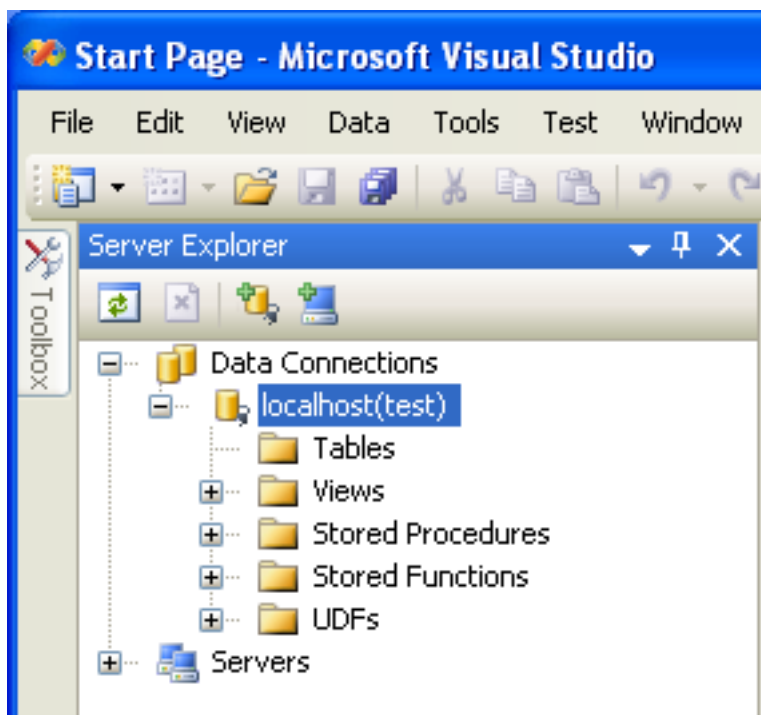 Start Page - Microsoft Visual Studio
File Edit View Data Tools Test Window
Server Explorer
Toolbox
Data Connections
localhost(test)
Tables
Views
Stored Procedures
Stored Functions
UDFs
Servers